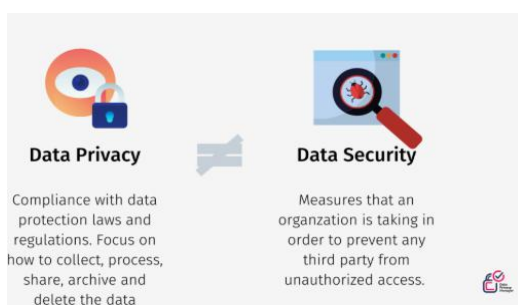 Data Privacy
Compliance with data
protection laws and
regulations. Focus on
how to collect, process,
share, archive and
delete the data
Data Security
Measures that an
organzation is taking in
order to prevent any
third party from
unauthorized access.